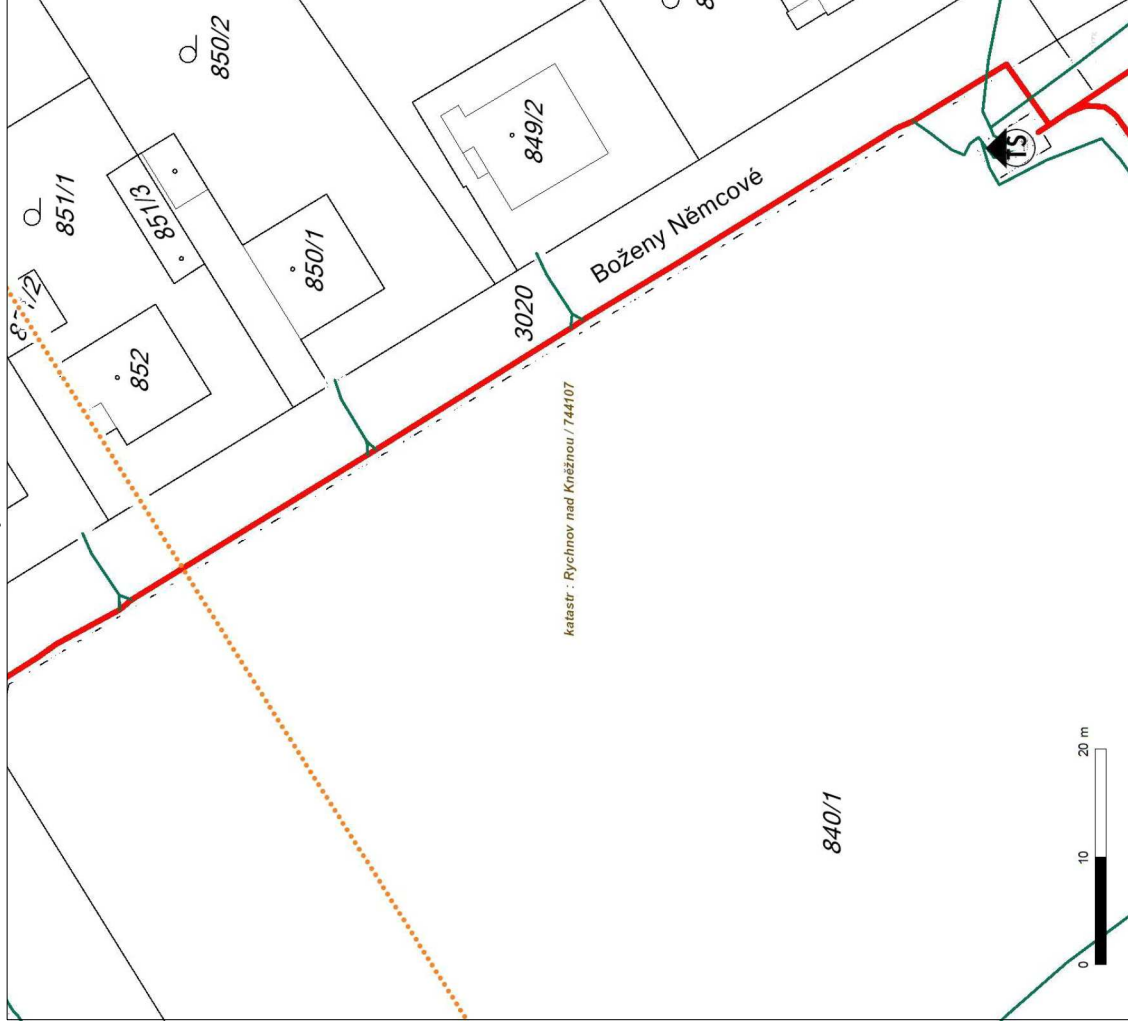 850/2
851/1
849/2
851/3
850/1
852
3020
Boženy Němcové
TS
katastr : Rychnov nad Kněžnou / 744107
840/1
0 10 20 m